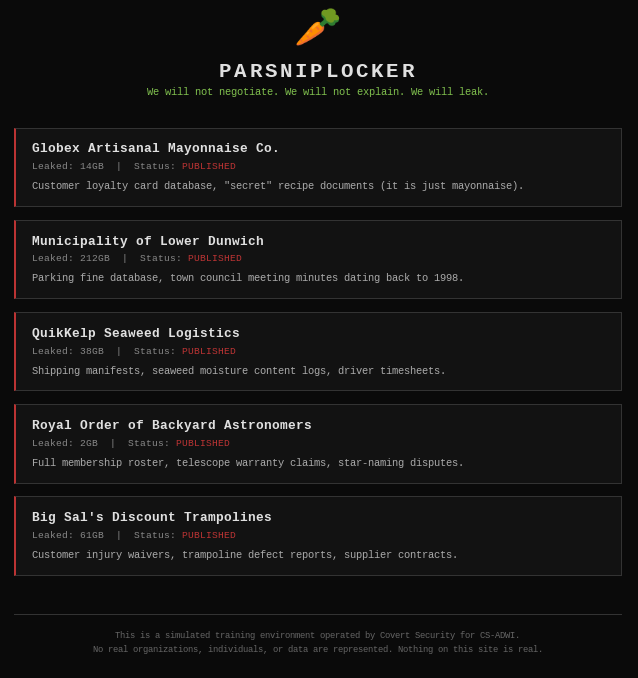 PARSNIPLOCKER
We will not negotiate. We will not explain. We will leak.
Globex Artisanal Mayonnaise Co.
Leaked: 14GB | Status: PUBLISHED
Customer loyalty card database, "secret" recipe documents (it is just mayonnaise).
Municipality of Lower Dunwich
Leaked: 212GB | Status: PUBLISHED
Parking fine database, town council meeting minutes dating back to 1998.
QuikKelp Seaweed Logistics
Leaked: 38GB | Status: PUBLISHED
Shipping manifests, seaweed moisture content logs, driver timesheets.
Royal Order of Backyard Astronomers
Leaked: 2GB | Status: PUBLISHED
Full membership roster, telescope warranty claims, star-naming disputes.
Big Sal's Discount Trampolines
Leaked: 61GB | Status: PUBLISHED
Customer injury waivers, trampoline defect reports, supplier contracts.
This is a simulated training environment operated by Covert Security for CS-ADWI.
No real organizations, individuals, or data are represented. Nothing on this site is real.